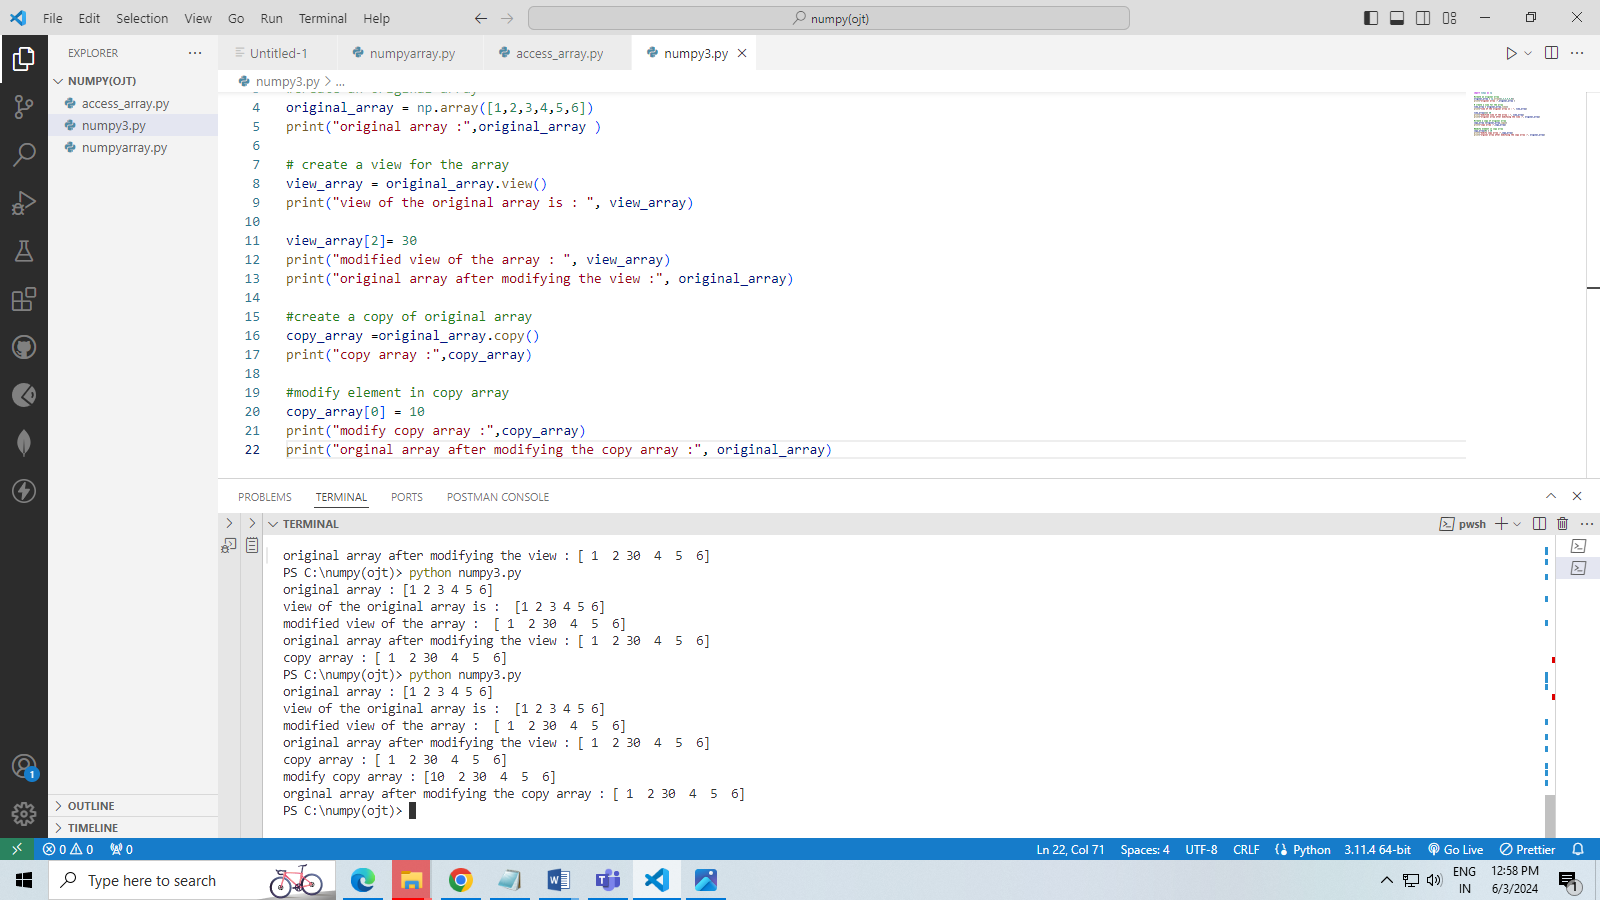 File Edit Selection View Go Run Terminal Help
numpy(ojt)
EXPLORER
NUMPY(OJT)
access_array.py
numpy3.py
numpyarray.py
OUTLINE
TIMELINE
Untitled-1 numpyarray.py access_array.py numpy3.py
numpy3.py > ...
4 original_array = np.array([1,2,3,4,5,6])
5 print("original array :",original_array )
6
7 # create a view for the array
8 view_array = original_array.view()
9 print("view of the original array is : ", view_array)
10
11 view_array[2]= 30
12 print("modified view of the array : ", view_array)
13 print("original array after modifying the view :", original_array)
14
15 #create a copy of original array
16 copy_array =original_array.copy()
17 print("copy array :",copy_array)
18
19 #modify element in copy array
20 copy_array[0] = 10
21 print("modify copy array :",copy_array)
22 print("orginal array after modifying the copy array :", original_array)
PROBLEMS TERMINAL PORTS POSTMAN CONSOLE
TERMINAL
pwsh
original array after modifying the view : [ 1  2 30  4  5  6]
PS C:\numpy(ojt)> python numpy3.py
original array : [1 2 3 4 5 6]
view of the original array is :  [1 2 3 4 5 6]
modified view of the array :  [ 1  2 30  4  5  6]
original array after modifying the view : [ 1  2 30  4  5  6]
copy array : [ 1  2 30  4  5  6]
PS C:\numpy(ojt)> python numpy3.py
original array : [1 2 3 4 5 6]
view of the original array is :  [1 2 3 4 5 6]
modified view of the array :  [ 1  2 30  4  5  6]
original array after modifying the view : [ 1  2 30  4  5  6]
copy array : [ 1  2 30  4  5  6]
modify copy array : [10  2 30  4  5  6]
orginal array after modifying the copy array : [ 1  2 30  4  5  6]
PS C:\numpy(ojt)>
1
0 0 0
Ln 22, Col 71 Spaces: 4 UTF-8 CRLF Python 3.11.4 64-bit Go Live Prettier
Type here to search
ENG
IN
12:58 PM
6/3/2024
1